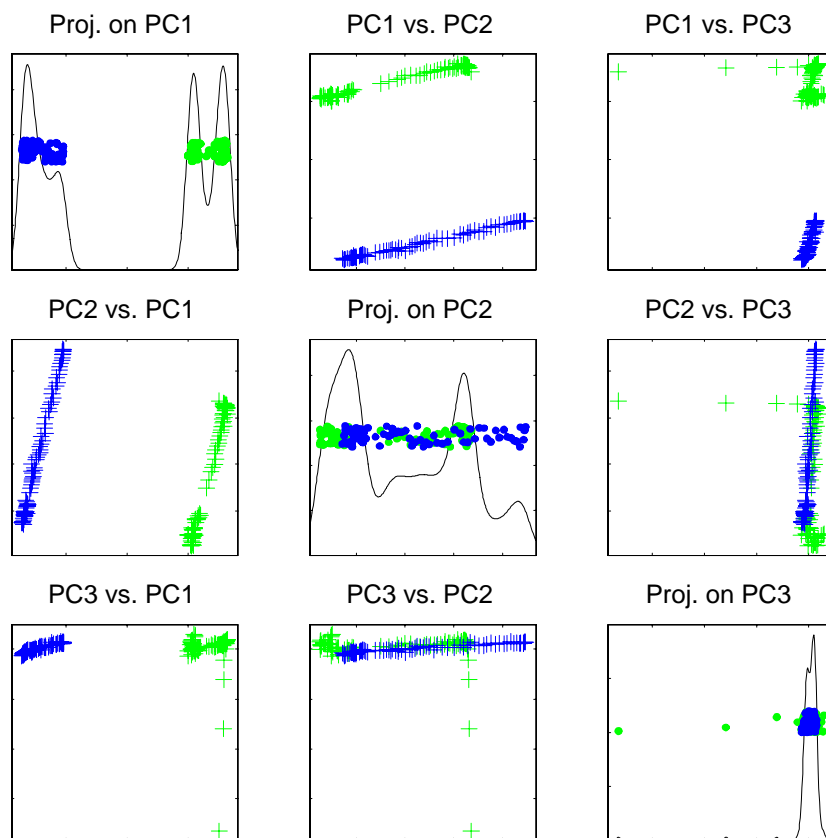 Proj. on PC1
PC1 vs. PC2
PC1 vs. PC3
PC2 vs. PC1
Proj. on PC2
PC2 vs. PC3
PC3 vs. PC1
PC3 vs. PC2
Proj. on PC3